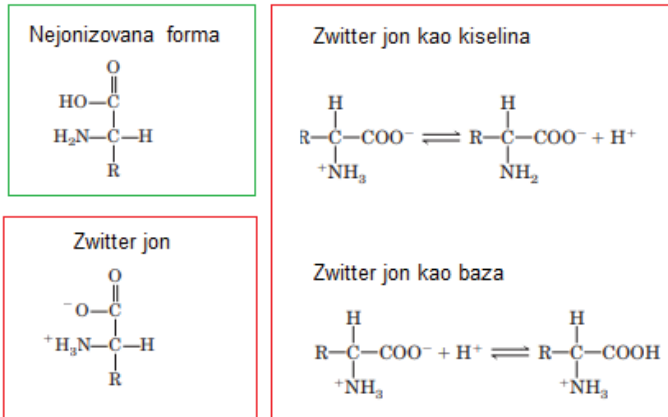 Nejonizovana forma
O
HO—C
H₂N—C—H
R
Zwitter jon
O
⁻O—C
⁺H₃N—C—H
R
Zwitter jon kao kiselina
H H
R—C—COO⁻ ⇌ R—C—COO⁻ + H⁺
⁺NH₃ NH₂
Zwitter jon kao baza
H H
R—C—COO⁻ + H⁺ ⇌ R—C—COOH
⁺NH₃ ⁺NH₃